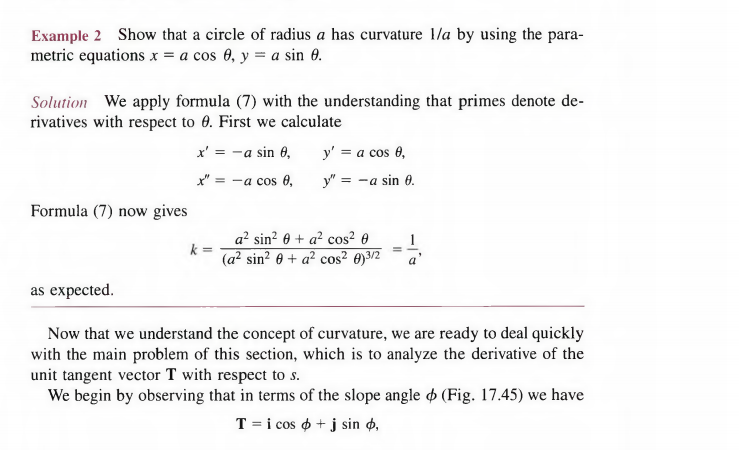 Example 2 Show that a circle of radius a has curvature 1/a by using the para-
metric equations x = a cos θ, y = a sin θ.
Solution We apply formula (7) with the understanding that primes denote de-
rivatives with respect to θ. First we calculate
x′ = −a sin θ, y′ = a cos θ,
x″ = −a cos θ, y″ = −a sin θ.
Formula (7) now gives
k = (a² sin² θ + a² cos² θ) / (a² sin² θ + a² cos² θ)^3/2 = 1/a,
as expected.
Now that we understand the concept of curvature, we are ready to deal quickly
with the main problem of this section, which is to analyze the derivative of the
unit tangent vector T with respect to s.
We begin by observing that in terms of the slope angle ϕ (Fig. 17.45) we have
T = i cos ϕ + j sin ϕ,